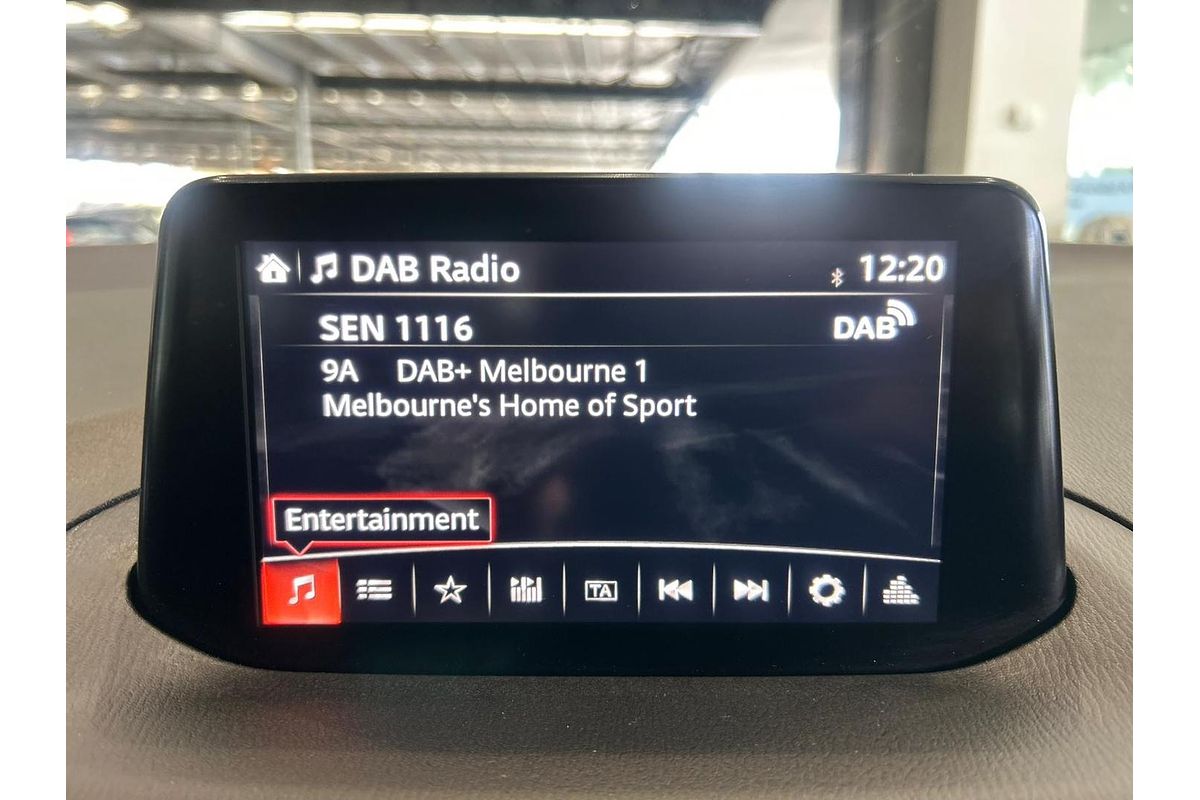 DAB Radio 12:20
SEN 1116 DAB
9A DAB+ Melbourne 1
Melbourne's Home of Sport
Entertainment
TA